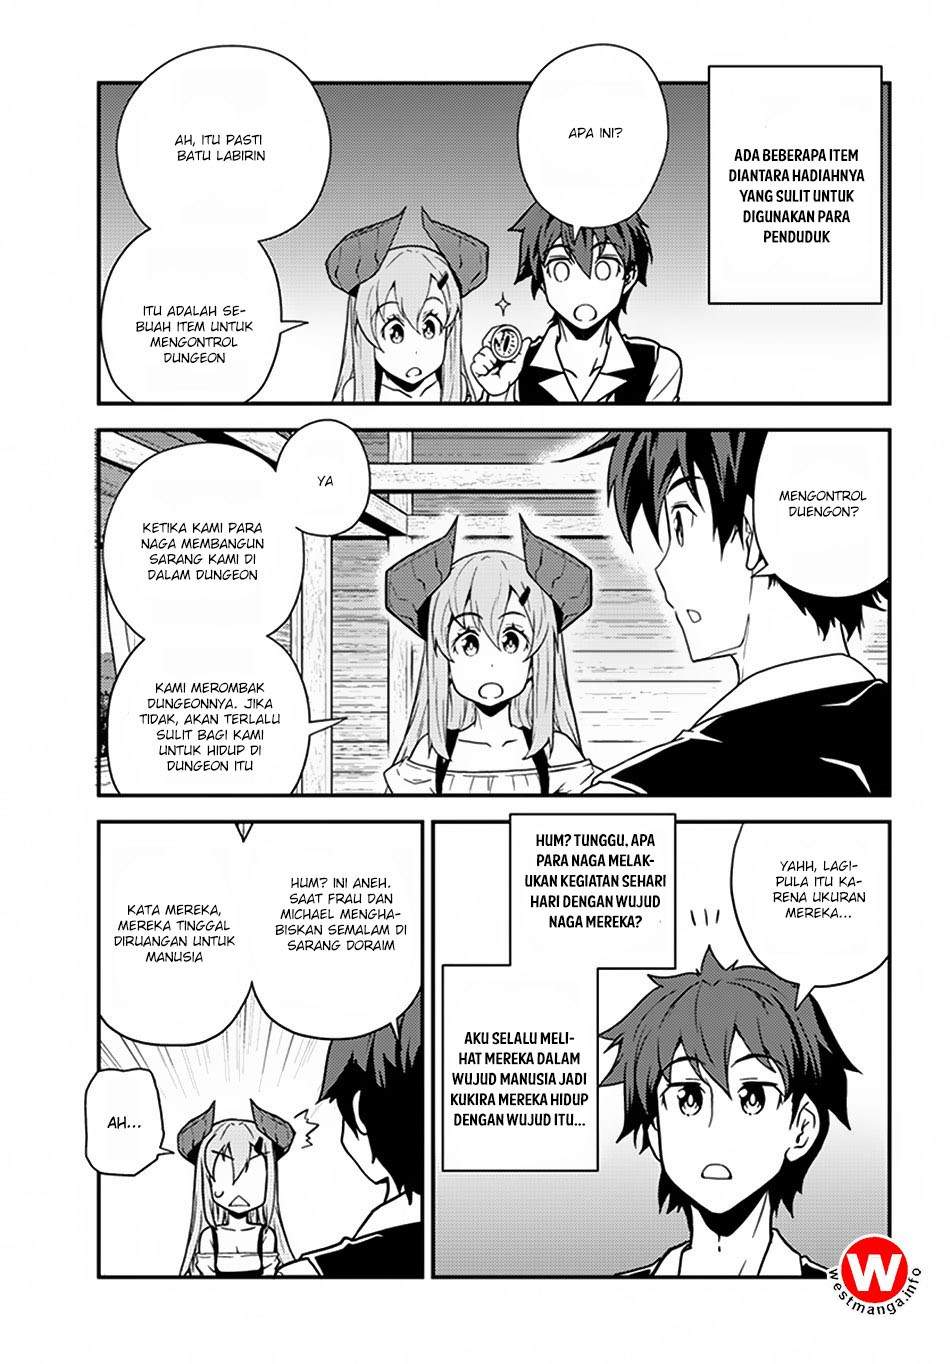 ADA BEBERAPA ITEM
DIANTARA HADIAHNYA
YANG SULIT UNTUK
DIGUNAKAN PARA
PENDUDUK
APA INI?
AH, ITU PASTI
BATU LABIRIN
ITU ADALAH SE-
BUAH ITEM UNTUK
MENGONTROL
DUNGEON
MENGONTROL
DUENGON?
YA
KETIKA KAMI PARA
NAGA MEMBANGUN
SARANG KAMI DI
DALAM DUNGEON
KAMI MEROMBAK
DUNGEONNYA. JIKA
TIDAK, AKAN TERLALU
SULIT BAGI KAMI
UNTUK HIDUP DI
DUNGEON ITU
YAHH, LAGI-
PULA ITU KA-
RENA UKURAN
MEREKA...
HUM? TUNGGU, APA
PARA NAGA MELAK-
UKAN KEGIATAN SEHARI
HARI DENGAN WUJUD
NAGA MEREKA?
AKU SELALU MELI-
HAT MEREKA DALAM
WUJUD MANUSIA JADI
KUKIRA MEREKA HIDUP
DENGAN WUJUD ITU...
HUM? INI ANEH.
SAAT FRAU DAN
MICHAEL MENGHA-
BISKAN SEMALAM DI
SARANG DORAIM
KATA MEREKA,
MEREKA TINGGAL
DIRUANGAN UNTUK
MANUSIA
AH...
W
westmanga.info